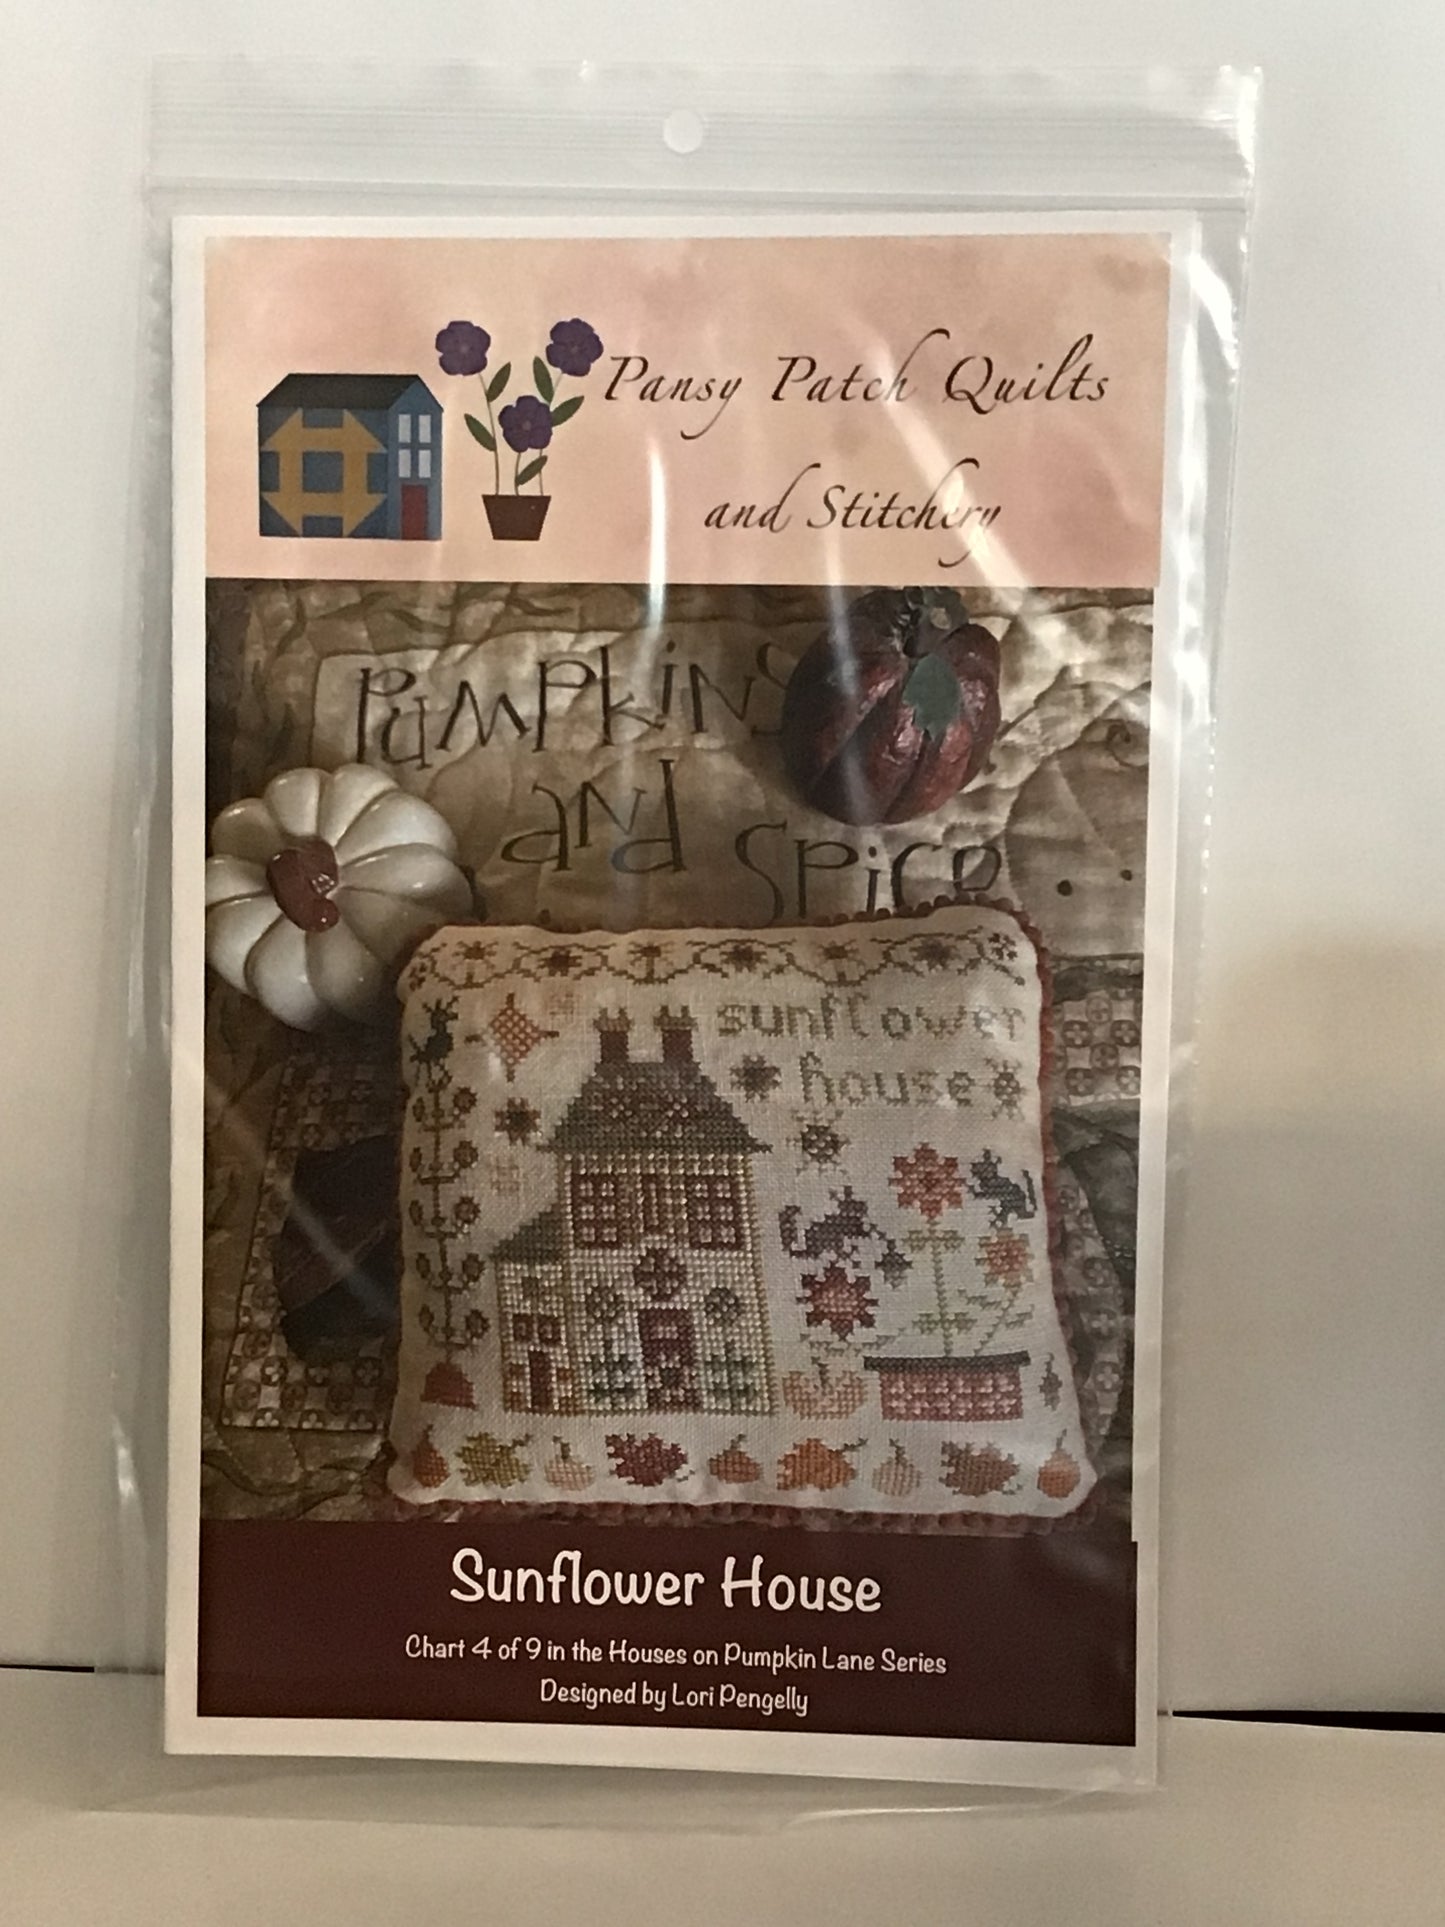 Pansy Patch Quilts
and Stitchery
Pumpkins
and Spice...
sunflower
house
Sunflower House
Chart 4 of 9 in the Houses on Pumpkin Lane Series
Designed by Lori Pengelly